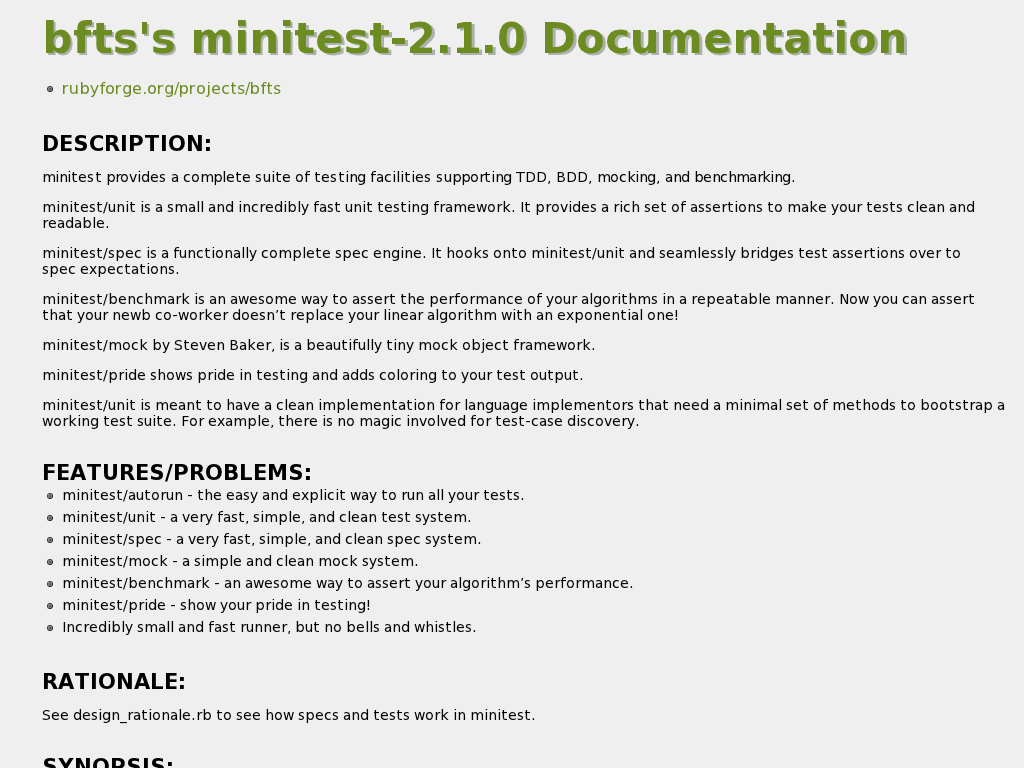 bfts's minitest-2.1.0 Documentation
rubyforge.org/projects/bfts
DESCRIPTION:
minitest provides a complete suite of testing facilities supporting TDD, BDD, mocking, and benchmarking.
minitest/unit is a small and incredibly fast unit testing framework. It provides a rich set of assertions to make your tests clean and
readable.
minitest/spec is a functionally complete spec engine. It hooks onto minitest/unit and seamlessly bridges test assertions over to
spec expectations.
minitest/benchmark is an awesome way to assert the performance of your algorithms in a repeatable manner. Now you can assert
that your newb co-worker doesn’t replace your linear algorithm with an exponential one!
minitest/mock by Steven Baker, is a beautifully tiny mock object framework.
minitest/pride shows pride in testing and adds coloring to your test output.
minitest/unit is meant to have a clean implementation for language implementors that need a minimal set of methods to bootstrap a
working test suite. For example, there is no magic involved for test-case discovery.
FEATURES/PROBLEMS:
minitest/autorun - the easy and explicit way to run all your tests.
minitest/unit - a very fast, simple, and clean test system.
minitest/spec - a very fast, simple, and clean spec system.
minitest/mock - a simple and clean mock system.
minitest/benchmark - an awesome way to assert your algorithm’s performance.
minitest/pride - show your pride in testing!
Incredibly small and fast runner, but no bells and whistles.
RATIONALE:
See design_rationale.rb to see how specs and tests work in minitest.
SYNOPSIS: